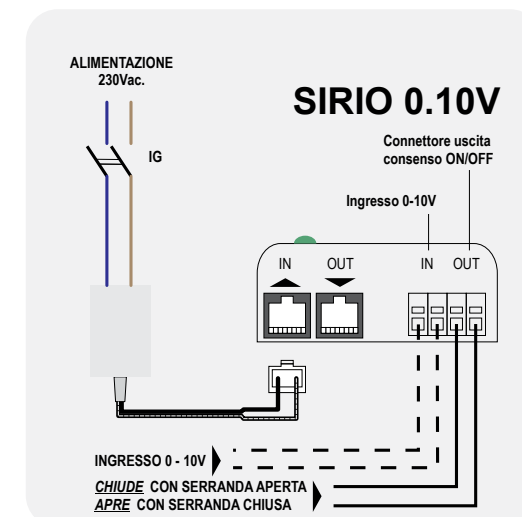 ALIMENTAZIONE
230Vac.
SIRIO 0.10V
IG
Connettore uscita
consenso ON/OFF
Ingresso 0-10V
IN OUT IN OUT
INGRESSO 0 - 10V
CHIUDE CON SERRANDA APERTA
APRE CON SERRANDA CHIUSA